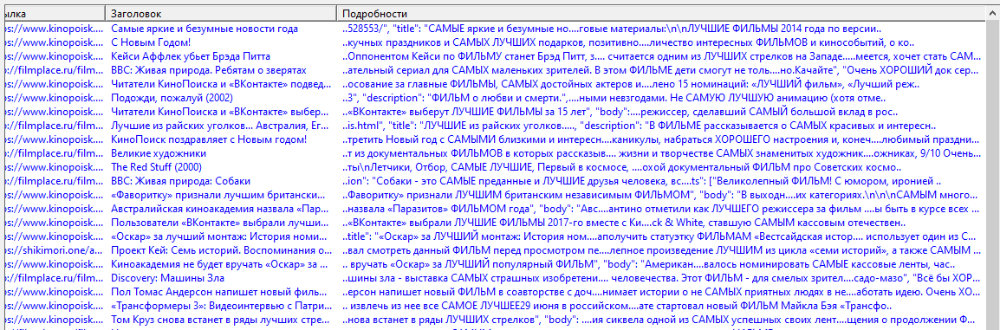 ылка Заголовок Подробности
ps://www.kinopoisk.... Самые яркие и безумные новости года ..528553/", "title": "САМЫЕ яркие и безумные но....говые материалы:\n\nЛУЧШИЕ ФИЛЬМЫ 2014 года по версии..
ps://www.kinopoisk.... С Новым Годом! ..кучных праздников и САМЫХ ЛУЧШИХ подарков, позитивно....личество интересных ФИЛЬМОВ и кинособытий, о ко..
ps://www.kinopoisk.... Кейси Аффлек убьет Брэда Питта ..Оппонентом Кейси по ФИЛЬМУ станет Брэд Питт, з.... считается одним из ЛУЧШИХ стрелков на Западе.....меется, хочет стать САМ...
p://filmplace.ru/film... BBC: Живая природа. Ребятам о зверятах ..ательный сериал для САМЫХ маленьких зрителей. В этом ФИЛЬМЕ дети смогут не толь....но.Качайте", "Очень ХОРОШИЙ док сер...
ps://www.kinopoisk.... Читатели КиноПоиска и «ВКонтакте» подвед... ..осование за главные ФИЛЬМЫ, САМЫХ достойных актеров и....лено 15 номинаций: «ЛУЧШИЙ фильм», «Лучший реж..
ps://www.kinopoisk.... Подожди, пожалуй (2002) ..3", "description": "ФИЛЬМ о любви и смерти.",....ными невзгодами. Не САМУЮ ЛУЧШУЮ анимацию (хотя отме..
ps://www.kinopoisk.... Читатели КиноПоиска и «ВКонтакте» выбер... ..«ВКонтакте» выберут ЛУЧШИЕ ФИЛЬМЫ за 15 лет", "body":....режиссер, сделавший САМЫЙ большой вклад в рос..
p://filmplace.ru/film... Лучшие из райских уголков... Австралия, Ег... ..is.html", "title": "ЛУЧШИЕ из райских уголков....., "description": "В ФИЛЬМЕ рассказывается о САМЫХ красивых и интересн..
ps://www.kinopoisk.... КиноПоиск поздравляет с Новым годом! ..третить Новый год с САМЫМИ близкими и интересн....каникулы, набраться ХОРОШЕГО настроения и, конеч....любимый праздни...
p://filmplace.ru/film... Великие художники ..т из документальных ФИЛЬМОВ в которых рассказыв.... жизни и творчестве САМЫХ знаменитых художник....ожниках, 9/10 Очень...
ps://www.kinopoisk.... The Red Stuff (2000) ..ты\nЛетчики, Отбор, САМЫЕ ЛУЧШИЕ, Первый в космосе, ....охой документальный ФИЛЬМ про Советских космо..
p://filmplace.ru/film... BBC: Живая природа: Собаки ..ion": "Собаки - это САМЫЕ преданные и ЛУЧШИЕ друзья человека, вс....ts": ["Великолепный ФИЛЬМ! С юмором, иронией ..
ps://www.kinopoisk.... «Фаворитку» признали лучшим британски... ..Фаворитку» признали ЛУЧШИМ британским независимым ФИЛЬМОМ", "body": "В выходн....их категориях.\n\n\n\nСАМЫМ много...
ps://www.kinopoisk.... Австралийская киноакадемия назвала «Пар... ..назвала «Паразитов» ФИЛЬМОМ года", "body": "Авс....антино отметили как ЛУЧШЕГО режиссера за фильм ....ы быть в курсе всех ...
ps://www.kinopoisk.... Пользователи «ВКонтакте» выбрали лучши... ..«ВКонтакте» выбрали ЛУЧШИЕ ФИЛЬМЫ 2017-го вместе с Ки....ck & White, ставшую САМЫМ кассовым отечествен..
ps://www.kinopoisk.... «Оскар» за лучший монтаж: История номи... ..title": "«Оскар» за ЛУЧШИЙ монтаж: История ном....аполучить статуэтку ФИЛЬМАМ «Вестсайдская истор.... использует один из С...
ps://shikimori.one/a... Проект Кей: Семь историй. Воспоминания о... ..вал смотреть данный ФИЛЬМ перед просмотром пе....лепное произведение ЛУЧШИМ из цикла «семи историй», а также САМЫМ ...
ps://www.kinopoisk.... Киноакадемия не будет вручать «Оскар» за ... .. вручать «Оскар» за ЛУЧШИЙ популярный ФИЛЬМ", "body": "Американ....валось номинировать САМЫЕ кассовые ленты, час..
p://filmplace.ru/film... Discovery: Машины Зла ..шины зла - выставка САМЫХ страшных изобретени.... человечества. Этот ФИЛЬМ - для смелых зрител....садо-мазо", "Всё бы ХОР...
ps://www.kinopoisk.... Пол Томас Андерсон напишет новый филь... ..ерсон напишет новый ФИЛЬМ в соавторстве с доч....нимает истории о не САМЫХ приятных людях в не....аботать идею. Очень ХО...
ps://www.kinopoisk.... «Трансформеры 3»: Видеоинтервью с Патри... .. извлечь из нее все САМОЕ ЛУЧШЕЕ29 июня в российском....ате стартовал новый ФИЛЬМ Майкла Бэя «Трансфо..
ps://www.kinopoisk.... Том Круз снова встанет в ряды лучших стре... ..нова встанет в ряды ЛУЧШИХ стрелков", "body": "....ия сиквела одной из САМЫХ успешных своих лент....щения о продолжении Ф...